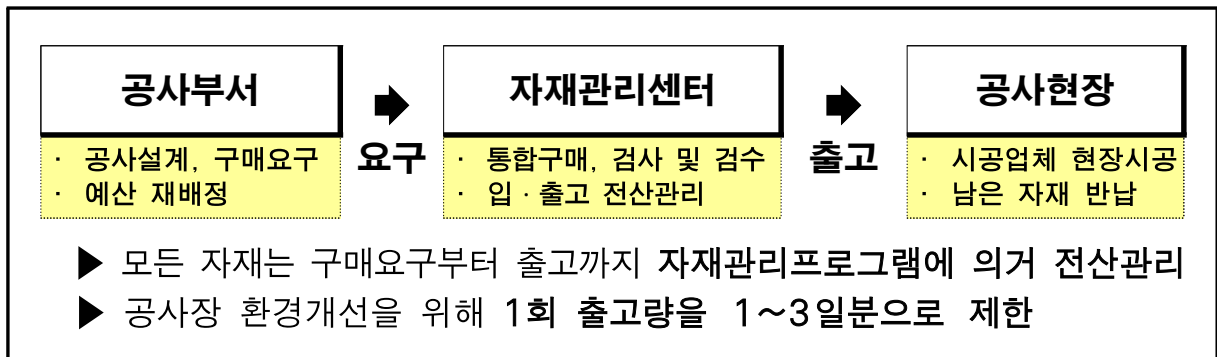 공사부서
· 공사설계, 구매요구
· 예산 재배정
요구
자재관리센터
· 통합구매, 검사 및 검수
· 입·출고 전산관리
출고
공사현장
· 시공업체 현장시공
· 남은 자재 반납
▶ 모든 자재는 구매요구부터 출고까지 자재관리프로그램에 의거 전산관리
▶ 공사장 환경개선을 위해 1회 출고량을 1～3일분으로 제한